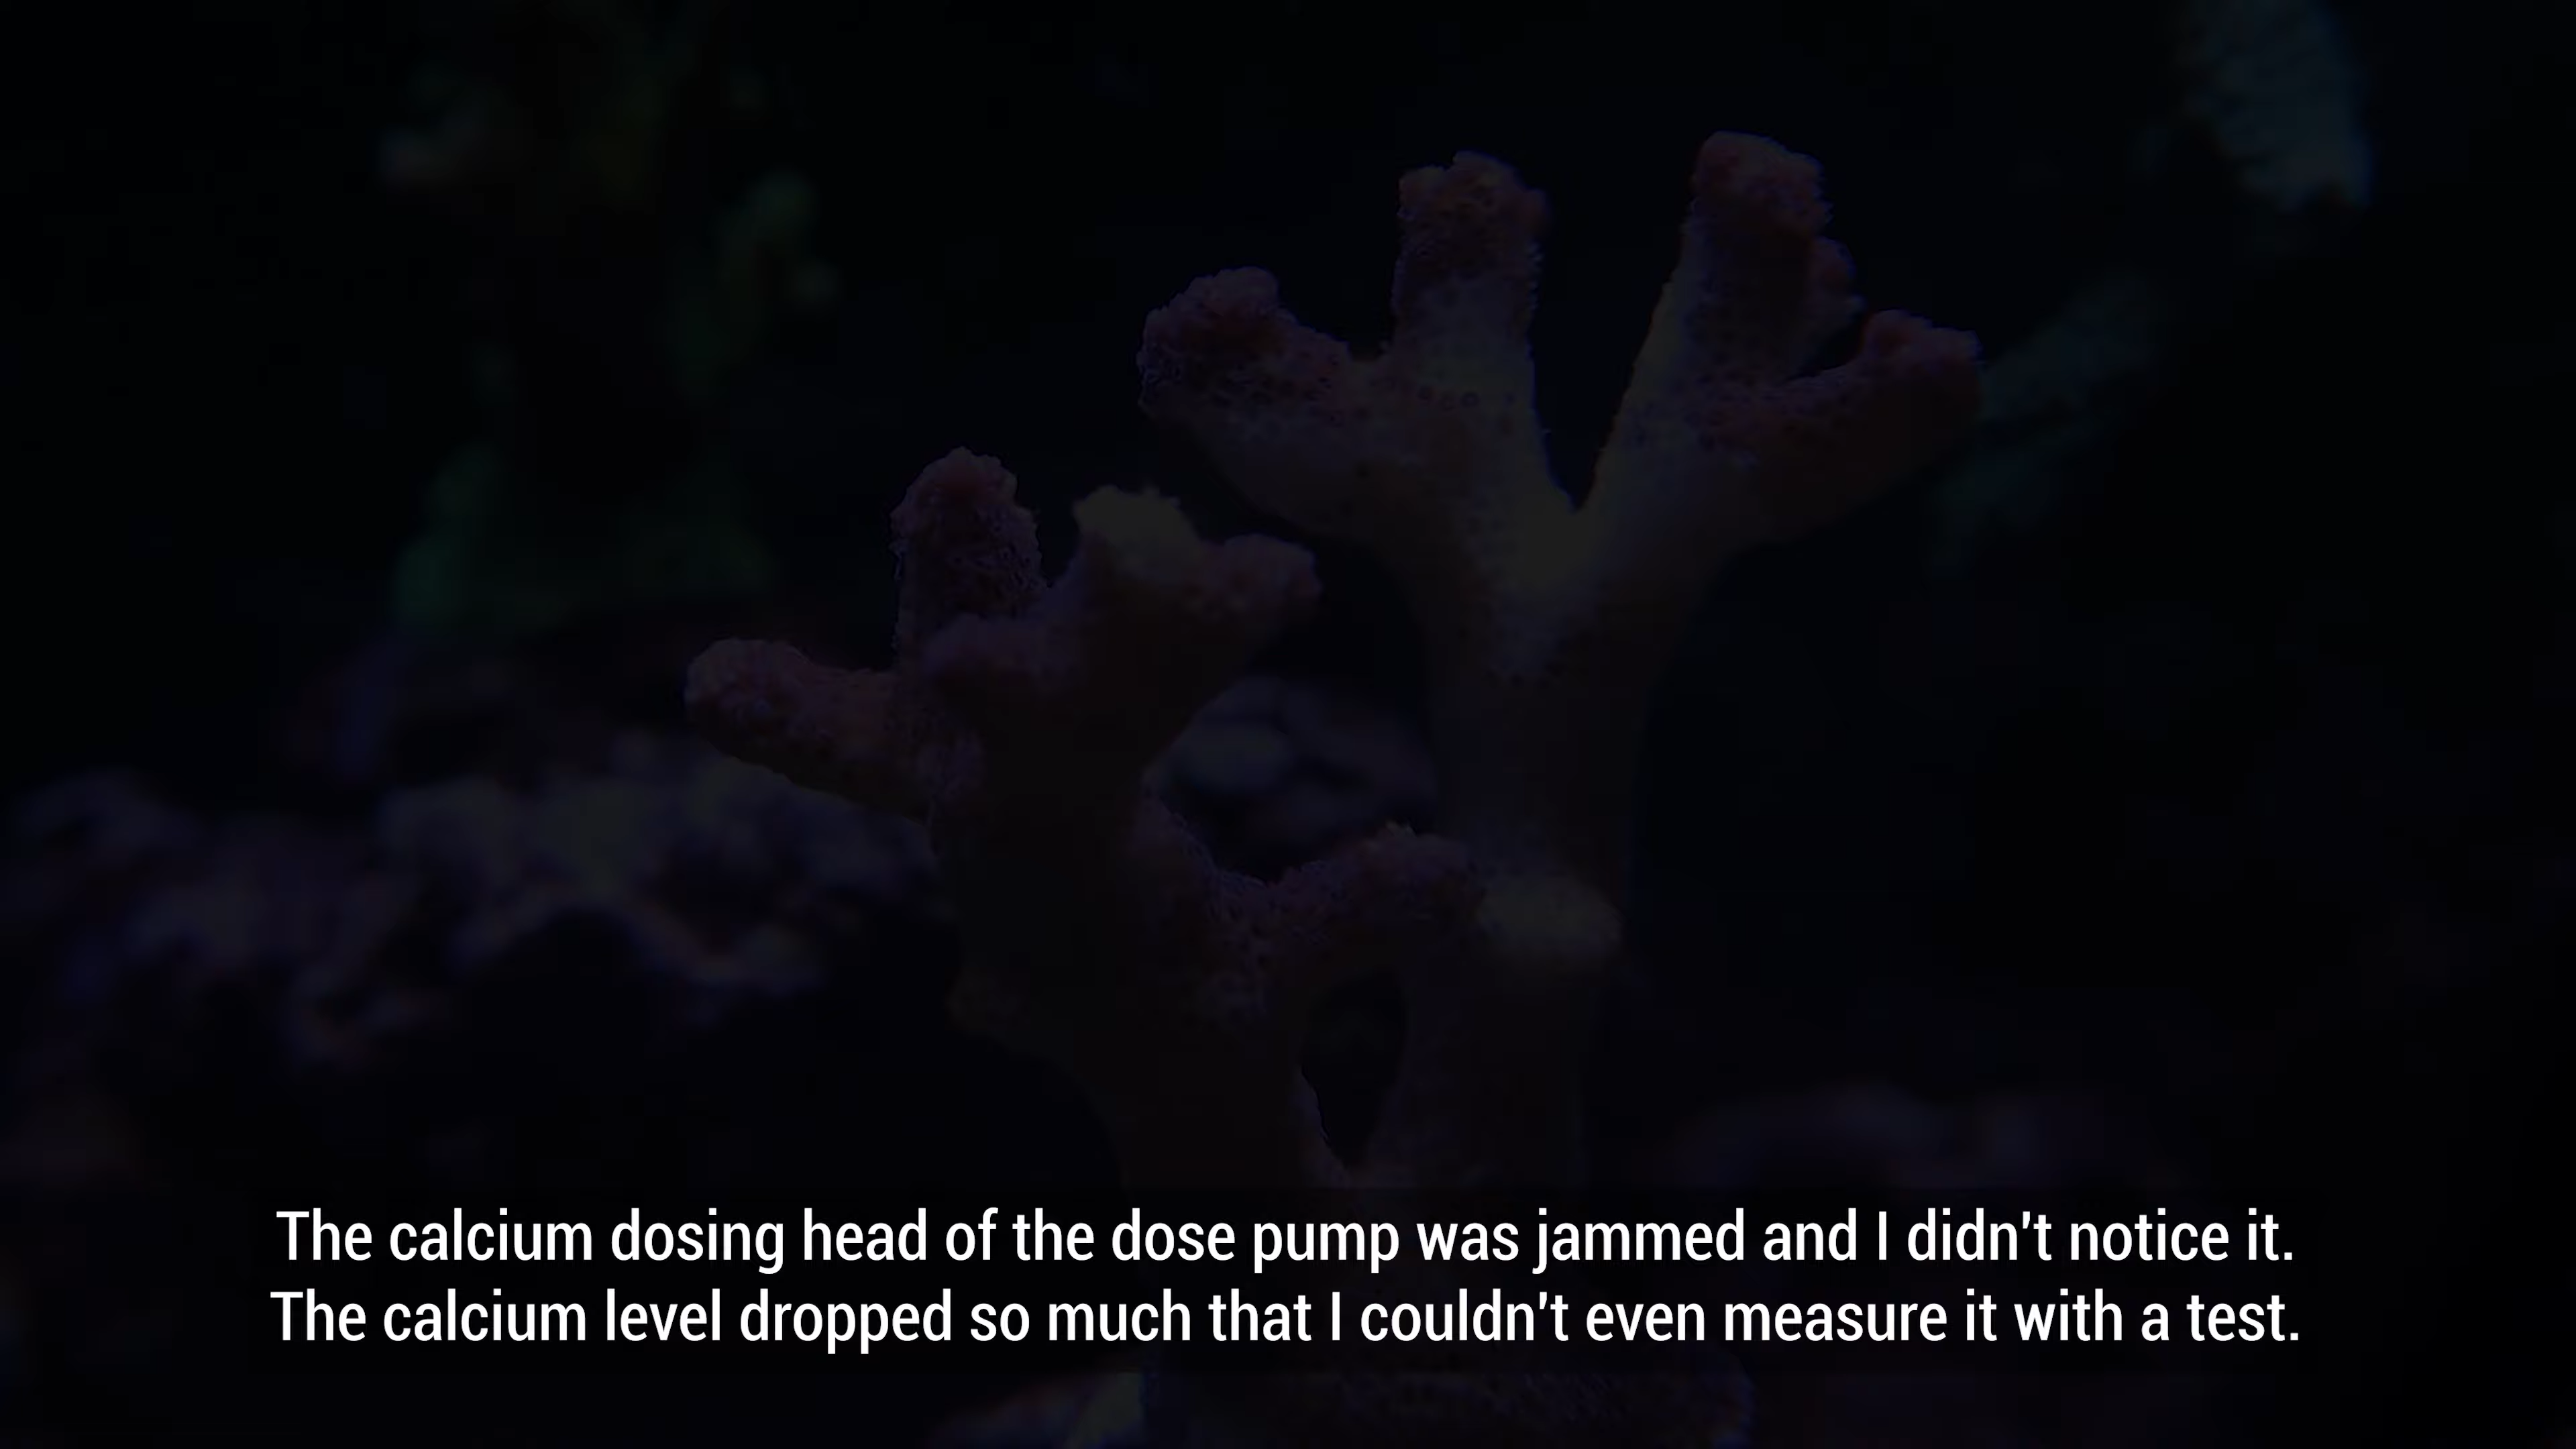 The calcium dosing head of the dose pump was jammed and I didn't notice it.
The calcium level dropped so much that I couldn't even measure it with a test.